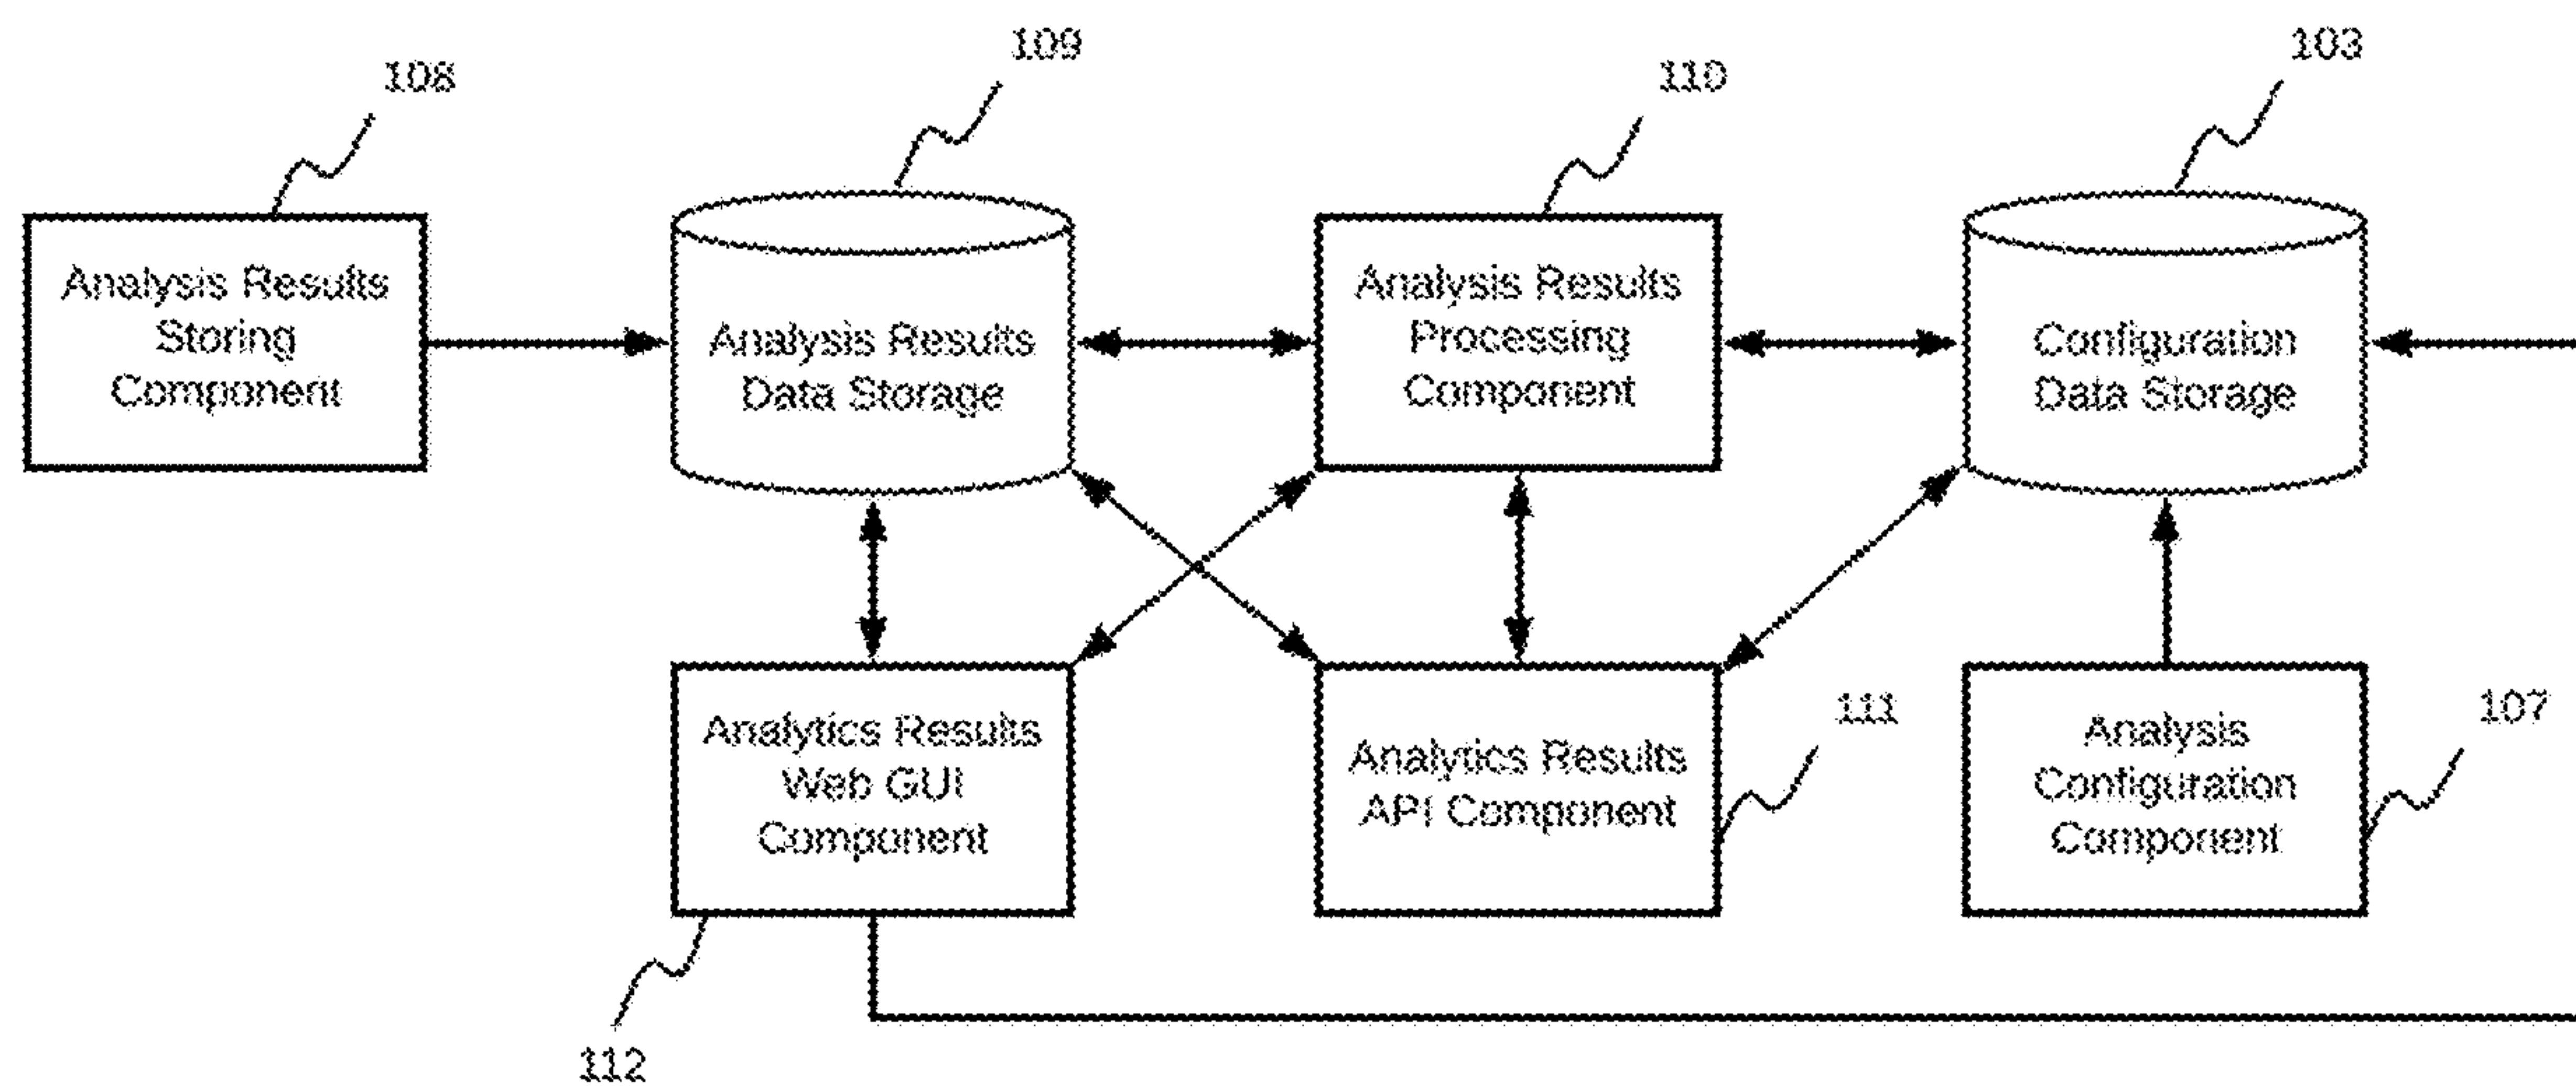 108
109
110
103
Analysis Results
Storing
Component
Analysis Results
Data Storage
Analysis Results
Processing
Component
Configuration
Data Storage
Analytics Results
Web GUI
Component
Analytics Results
API Component
111
Analysis
Configuration
Component
107
112